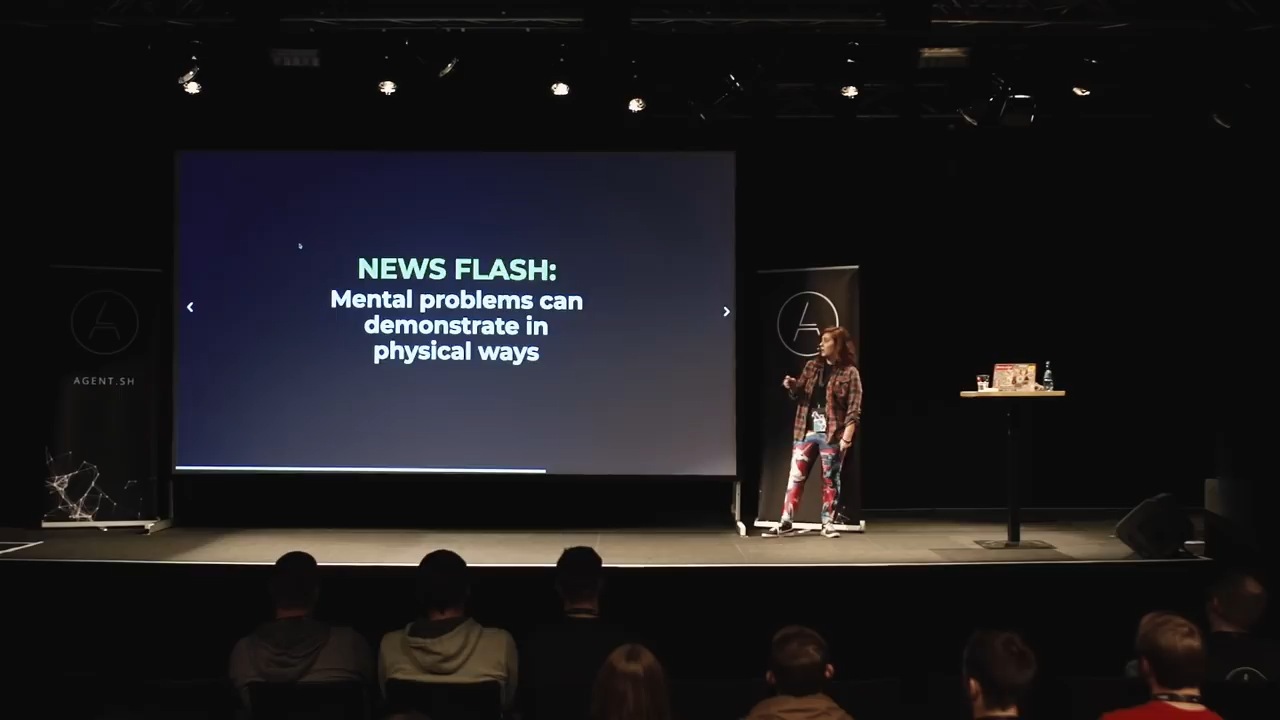 NEWS FLASH:
Mental problems can
demonstrate in
physical ways
AGENT.SH